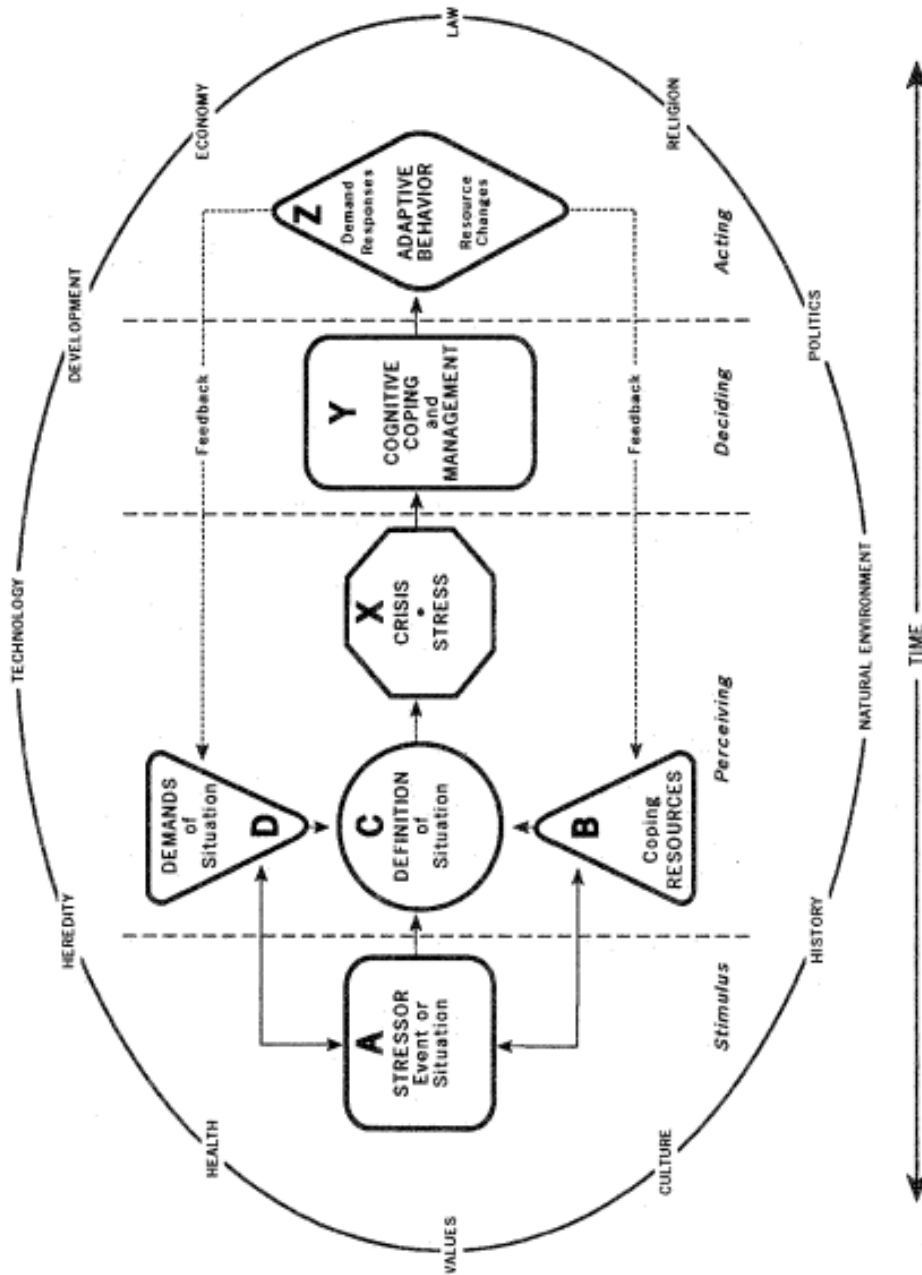 VALUES
HEALTH
HEREDITY
TECHNOLOGY
DEVELOPMENT
ECONOMY
LAW
RELIGION
POLITICS
NATURAL ENVIRONMENT
HISTORY
CULTURE
A
STRESSOR
Event or
Situation
DEMANDS
of
Situation
D
C
DEFINITION
of
Situation
B
Coping
RESOURCES
X
CRISIS
•
STRESS
Y
COGNITIVE
COPING
and
MANAGEMENT
Z
Demand
Responses
ADAPTIVE
BEHAVIOR
Resource
Changes
Feedback
Feedback
Stimulus
Perceiving
Deciding
Acting
TIME